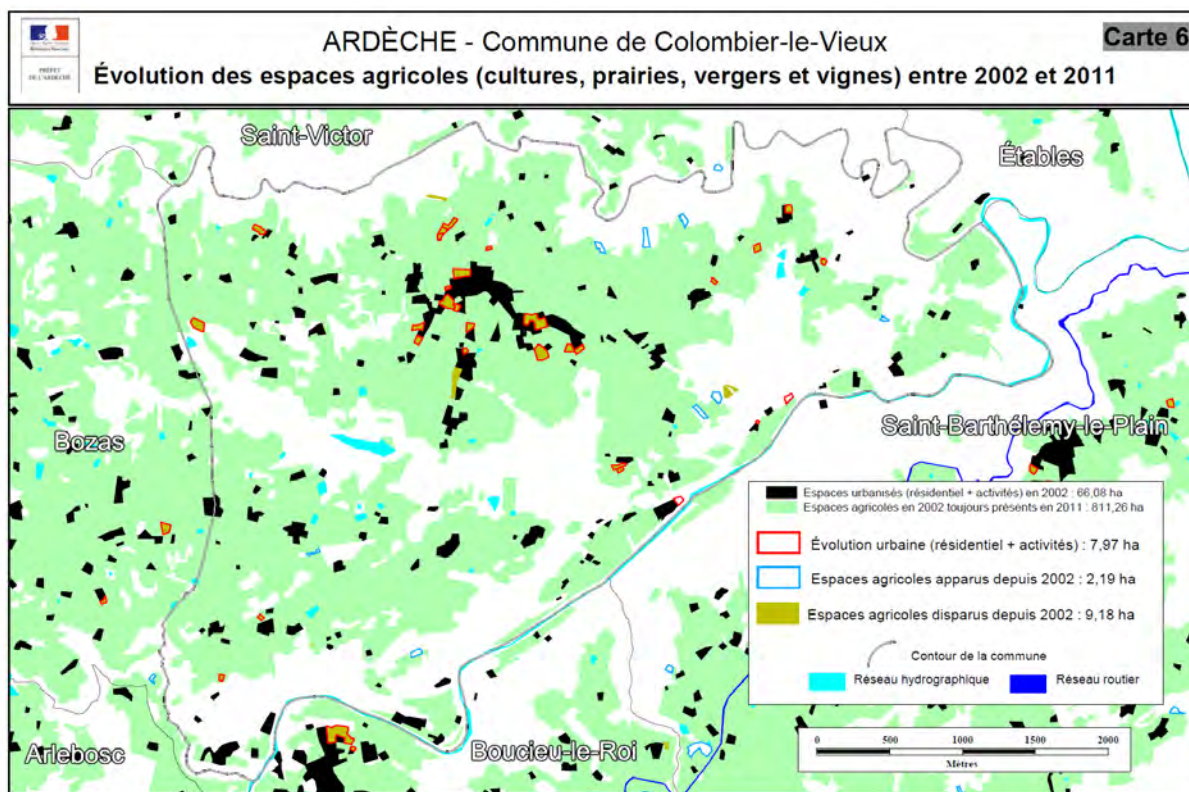 PRÉFET
DE L'ARDÈCHE
ARDÈCHE - Commune de Colombier-le-Vieux
Carte 6
Évolution des espaces agricoles (cultures, prairies, vergers et vignes) entre 2002 et 2011
Saint-Victor
Étables
Bozas
Saint-Barthélemy-le-Plain
Espaces urbanisés (résidentiel + activités) en 2002 : 66,08 ha
Espaces agricoles en 2002 toujours présents en 2011 : 811,26 ha
Évolution urbaine (résidentiel + activités) : 7,97 ha
Espaces agricoles apparus depuis 2002 : 2,19 ha
Espaces agricoles disparus depuis 2002 : 9,18 ha
Contour de la commune
Réseau hydrographique
Réseau routier
Arlebosc
Boucieu-le-Roi
0 500 1000 1500 2000
Mètres